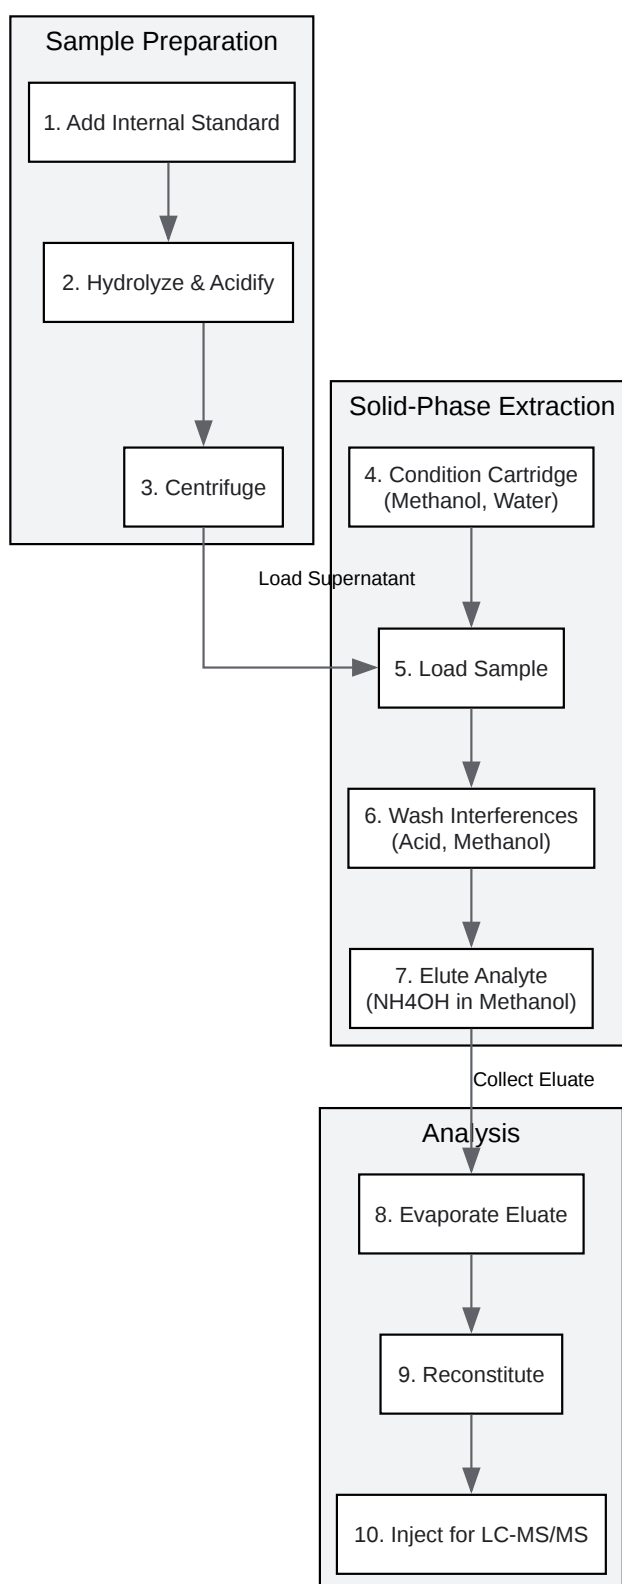 Sample Preparation
1. Add Internal Standard
2. Hydrolyze & Acidify
3. Centrifuge
Load Supernatant
Solid-Phase Extraction
4. Condition Cartridge
(Methanol, Water)
5. Load Sample
6. Wash Interferences
(Acid, Methanol)
7. Elute Analyte
(NH4OH in Methanol)
Collect Eluate
Analysis
8. Evaporate Eluate
9. Reconstitute
10. Inject for LC-MS/MS